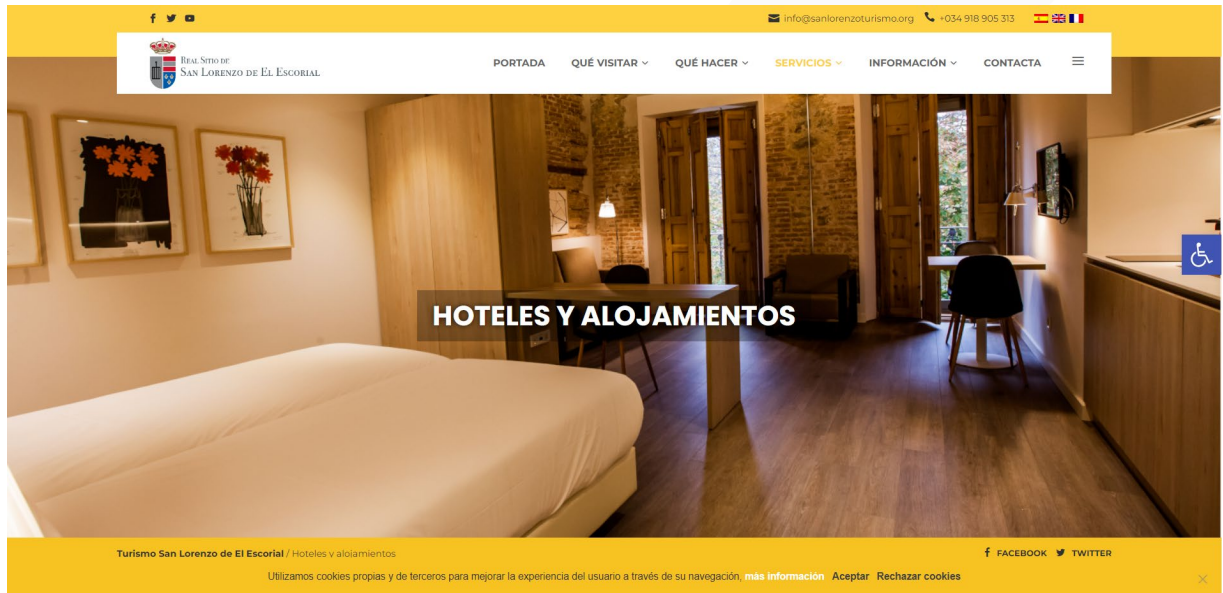 info@sanlorenzoturismo.org +034 918 905 313
Real Sitio de
San Lorenzo de El Escorial
PORTADA QUÉ VISITAR QUÉ HACER SERVICIOS INFORMACIÓN CONTACTA
HOTELES Y ALOJAMIENTOS
Turismo San Lorenzo de El Escorial / Hoteles y alojamientos
FACEBOOK TWITTER
Utilizamos cookies propias y de terceros para mejorar la experiencia del usuario a través de su navegación, más información Aceptar Rechazar cookies